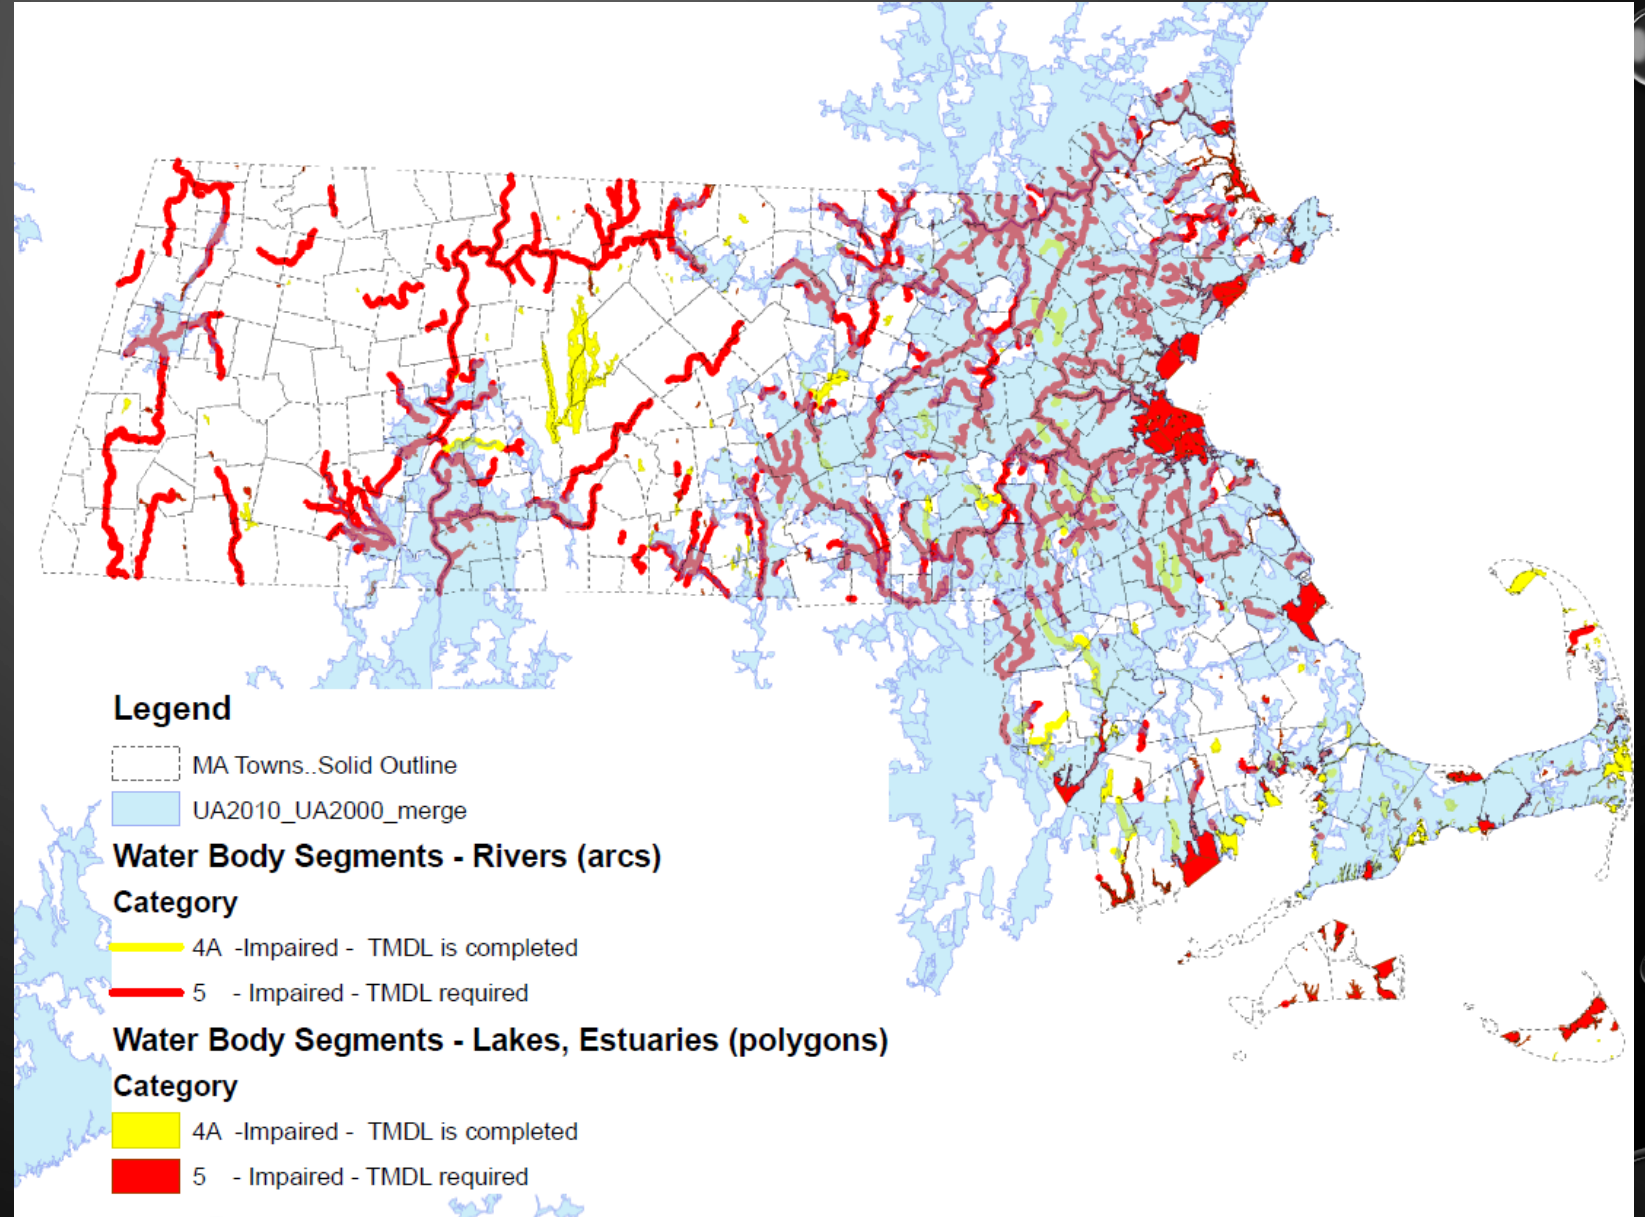 Legend
MA Towns..Solid Outline
UA2010_UA2000_merge
Water Body Segments - Rivers (arcs)
Category
4A -Impaired - TMDL is completed
5 - Impaired - TMDL required
Water Body Segments - Lakes, Estuaries (polygons)
Category
4A -Impaired - TMDL is completed
5 - Impaired - TMDL required